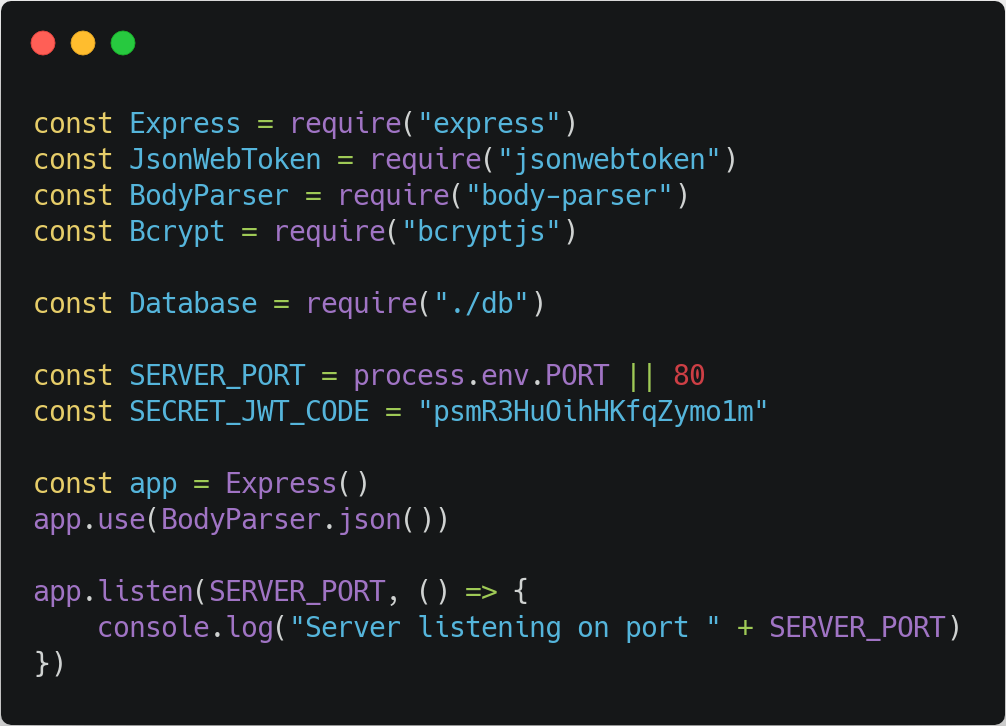 const Express = require("express")
const JsonWebToken = require("jsonwebtoken")
const BodyParser = require("body-parser")
const Bcrypt = require("bcryptjs")
const Database = require("./db")
const SERVER_PORT = process.env.PORT || 80
const SECRET_JWT_CODE = "psmR3HuOihHKfqZymo1m"
const app = Express()
app.use(BodyParser.json())
app.listen(SERVER_PORT, () => {
    console.log("Server listening on port " + SERVER_PORT)
})